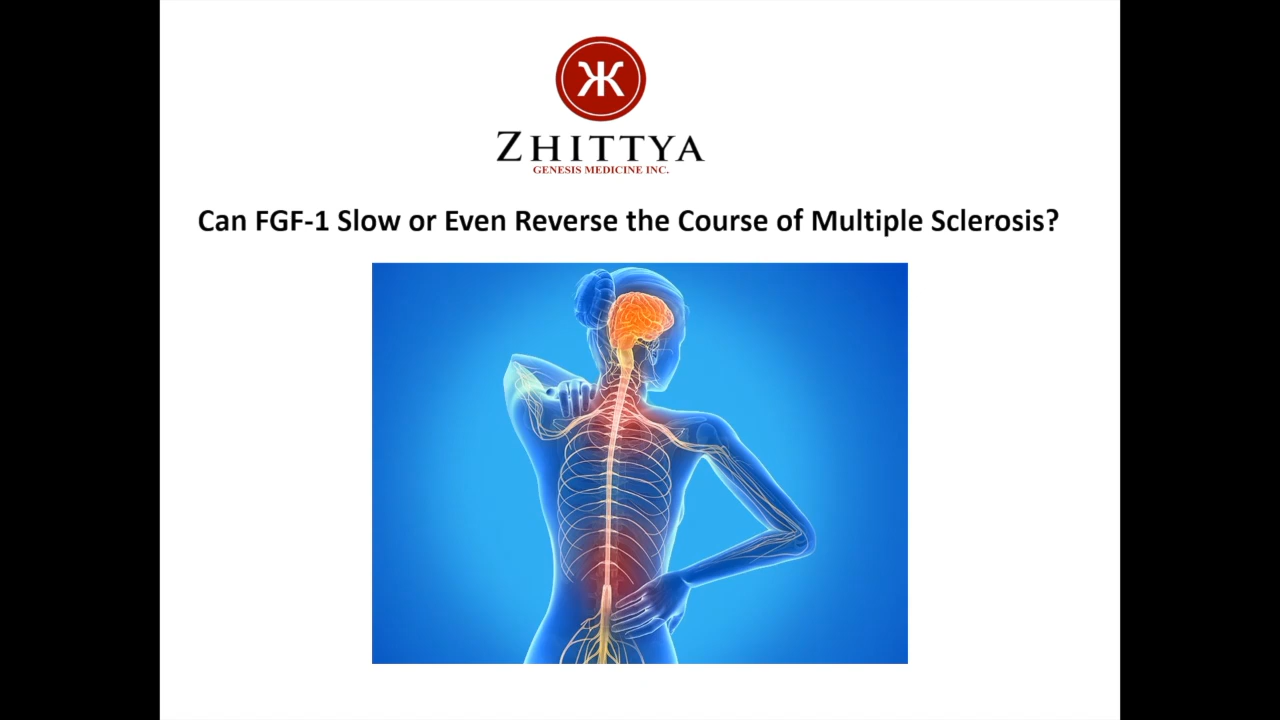 ZHITTYA
GENESIS MEDICINE INC.
Can FGF-1 Slow or Even Reverse the Course of Multiple Sclerosis?